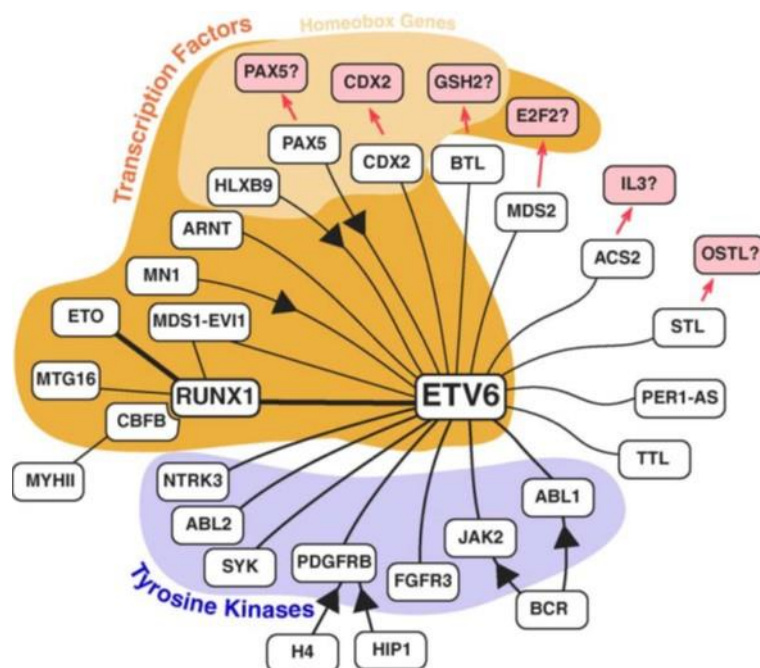 Homeobox Genes
Transcription Factors
PAX5?
CDX2
GSH2?
E2F2?
PAX5
CDX2
BTL
HLXB9
IL3?
MDS2
ARNT
OSTL?
ACS2
MN1
ETO
MDS1-EVI1
STL
MTG16
RUNX1
ETV6
PER1-AS
CBFB
TTL
MYHII
NTRK3
ABL1
ABL2
JAK2
SYK
PDGFRB
FGFR3
BCR
Tyrosine Kinases
H4
HIP1